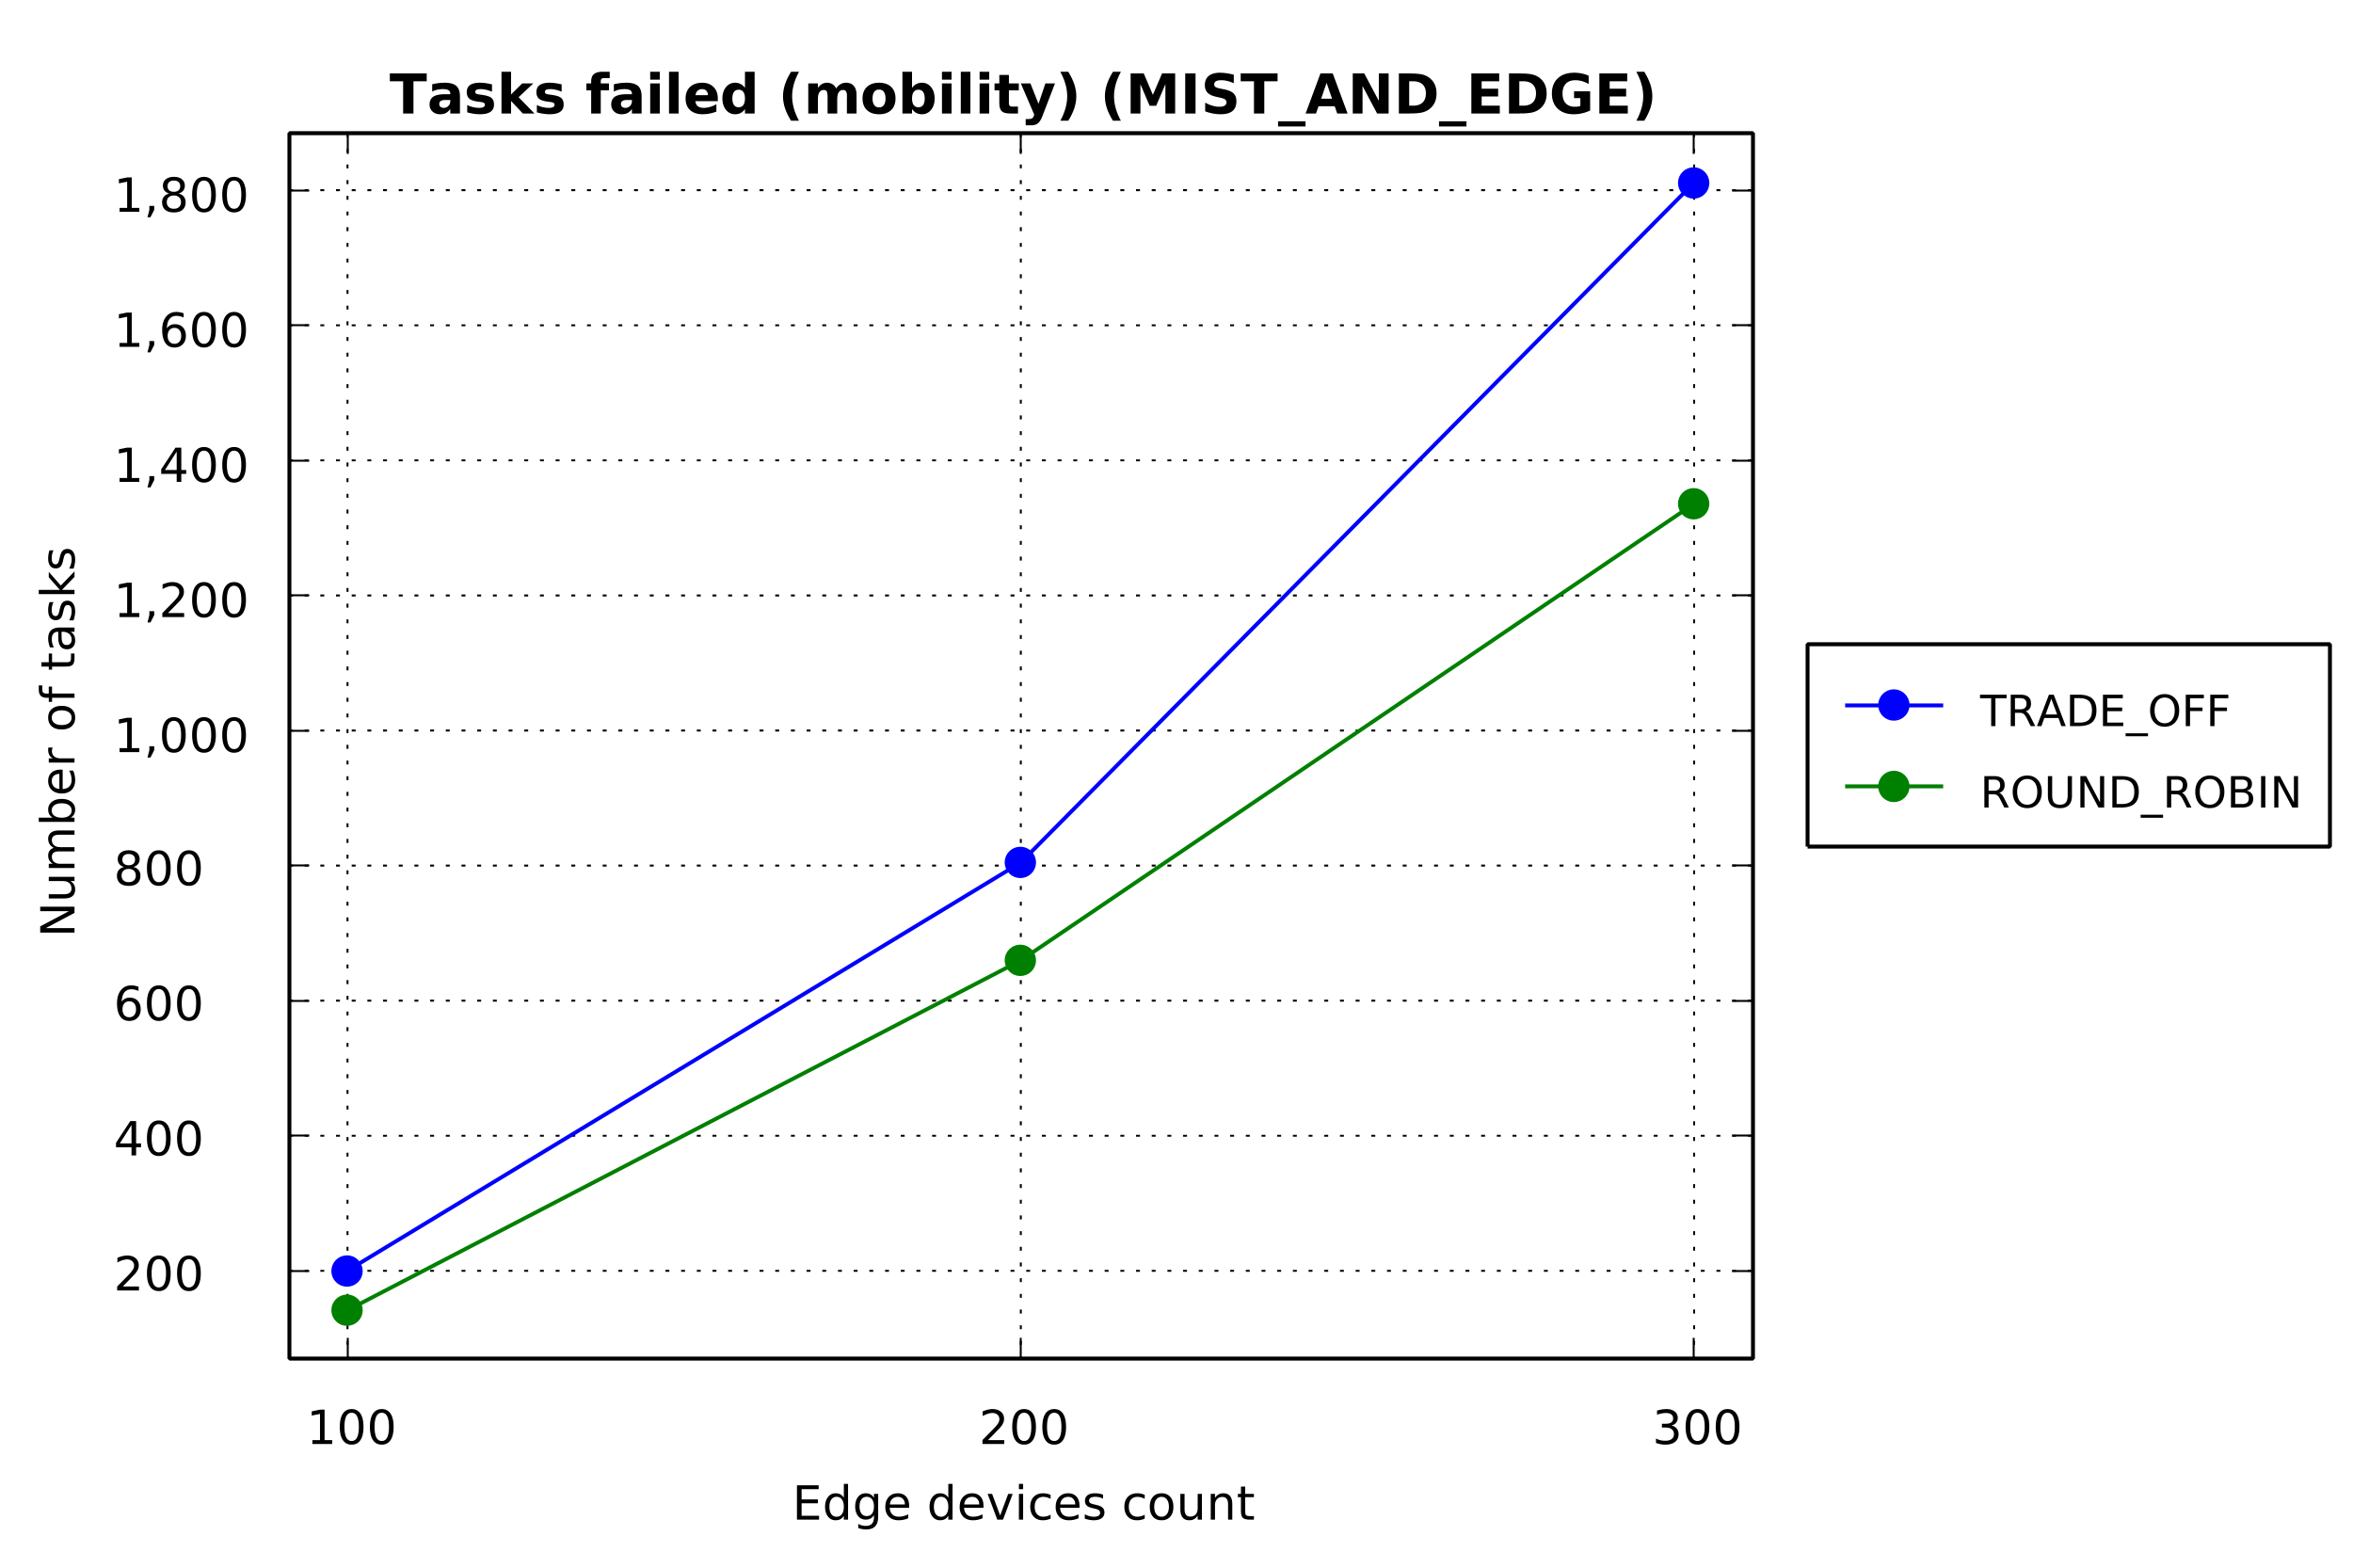 Tasks failed (mobility) (MIST_AND_EDGE)
Number of tasks
1,800
1,600
1,400
1,200
1,000
800
600
400
200
100 200 300
Edge devices count
TRADE_OFF
ROUND_ROBIN